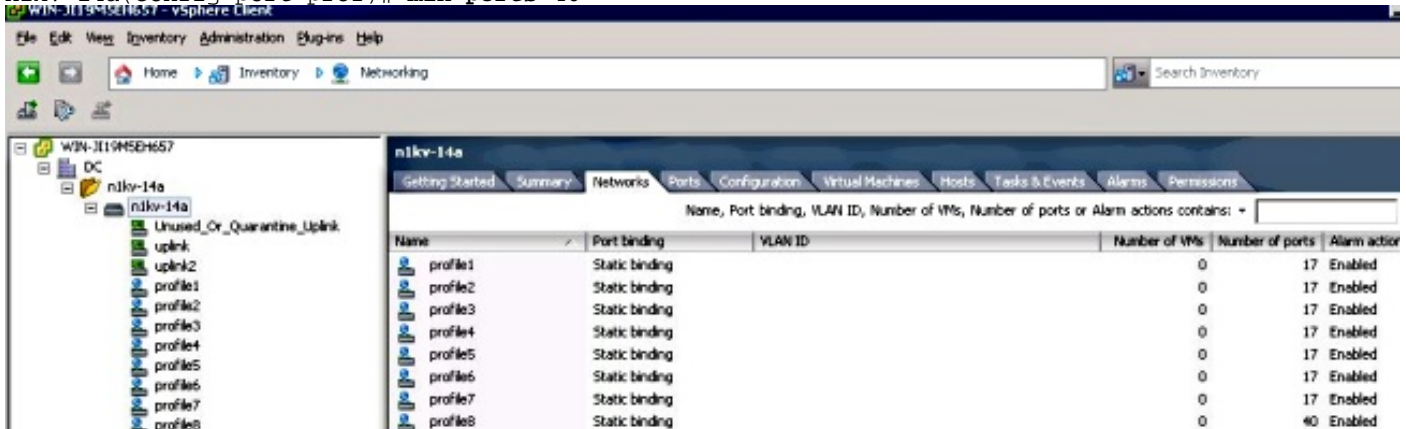 WIN-JI19M5EH657 - vSphere Client
File Edit View Inventory Administration Plug-ins Help
Home Inventory Networking
Search Inventory
WIN-JI19M5EH657
DC
n1kv-14a
n1kv-14a
Unused_Or_Quarantine_Uplink
uplink
uplink2
profile1
profile2
profile3
profile4
profile5
profile6
profile7
profile8
n1kv-14a
Getting Started Summary Networks Ports Configuration Virtual Machines Hosts Tasks & Events Alarms Permissions
Name, Port binding, VLAN ID, Number of VMs, Number of ports or Alarm actions contains:
Name Port binding VLAN ID Number of VMs Number of ports Alarm action
profile1 Static binding 0 17 Enabled
profile2 Static binding 0 17 Enabled
profile3 Static binding 0 17 Enabled
profile4 Static binding 0 17 Enabled
profile5 Static binding 0 17 Enabled
profile6 Static binding 0 17 Enabled
profile7 Static binding 0 17 Enabled
profile8 Static binding 0 40 Enabled